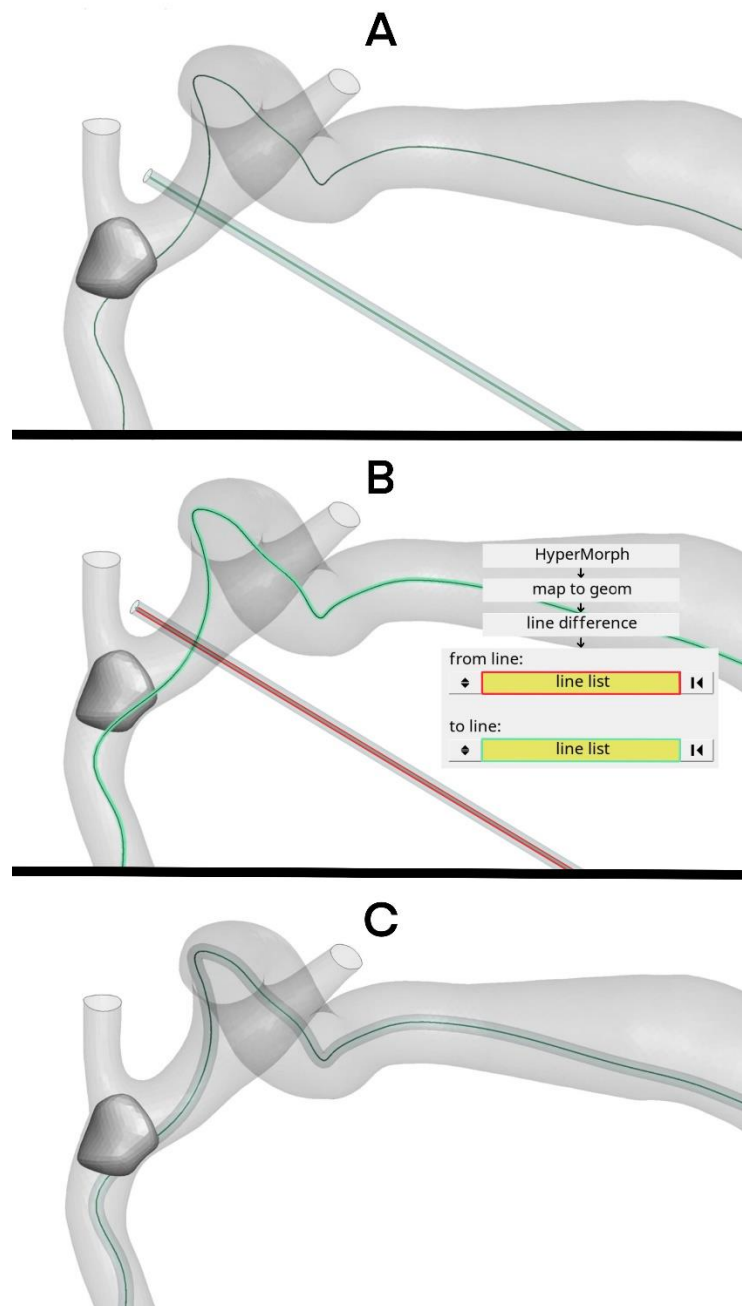 A
B
HyperMorph
map to geom
line difference
from line:
line list
to line:
line list
C